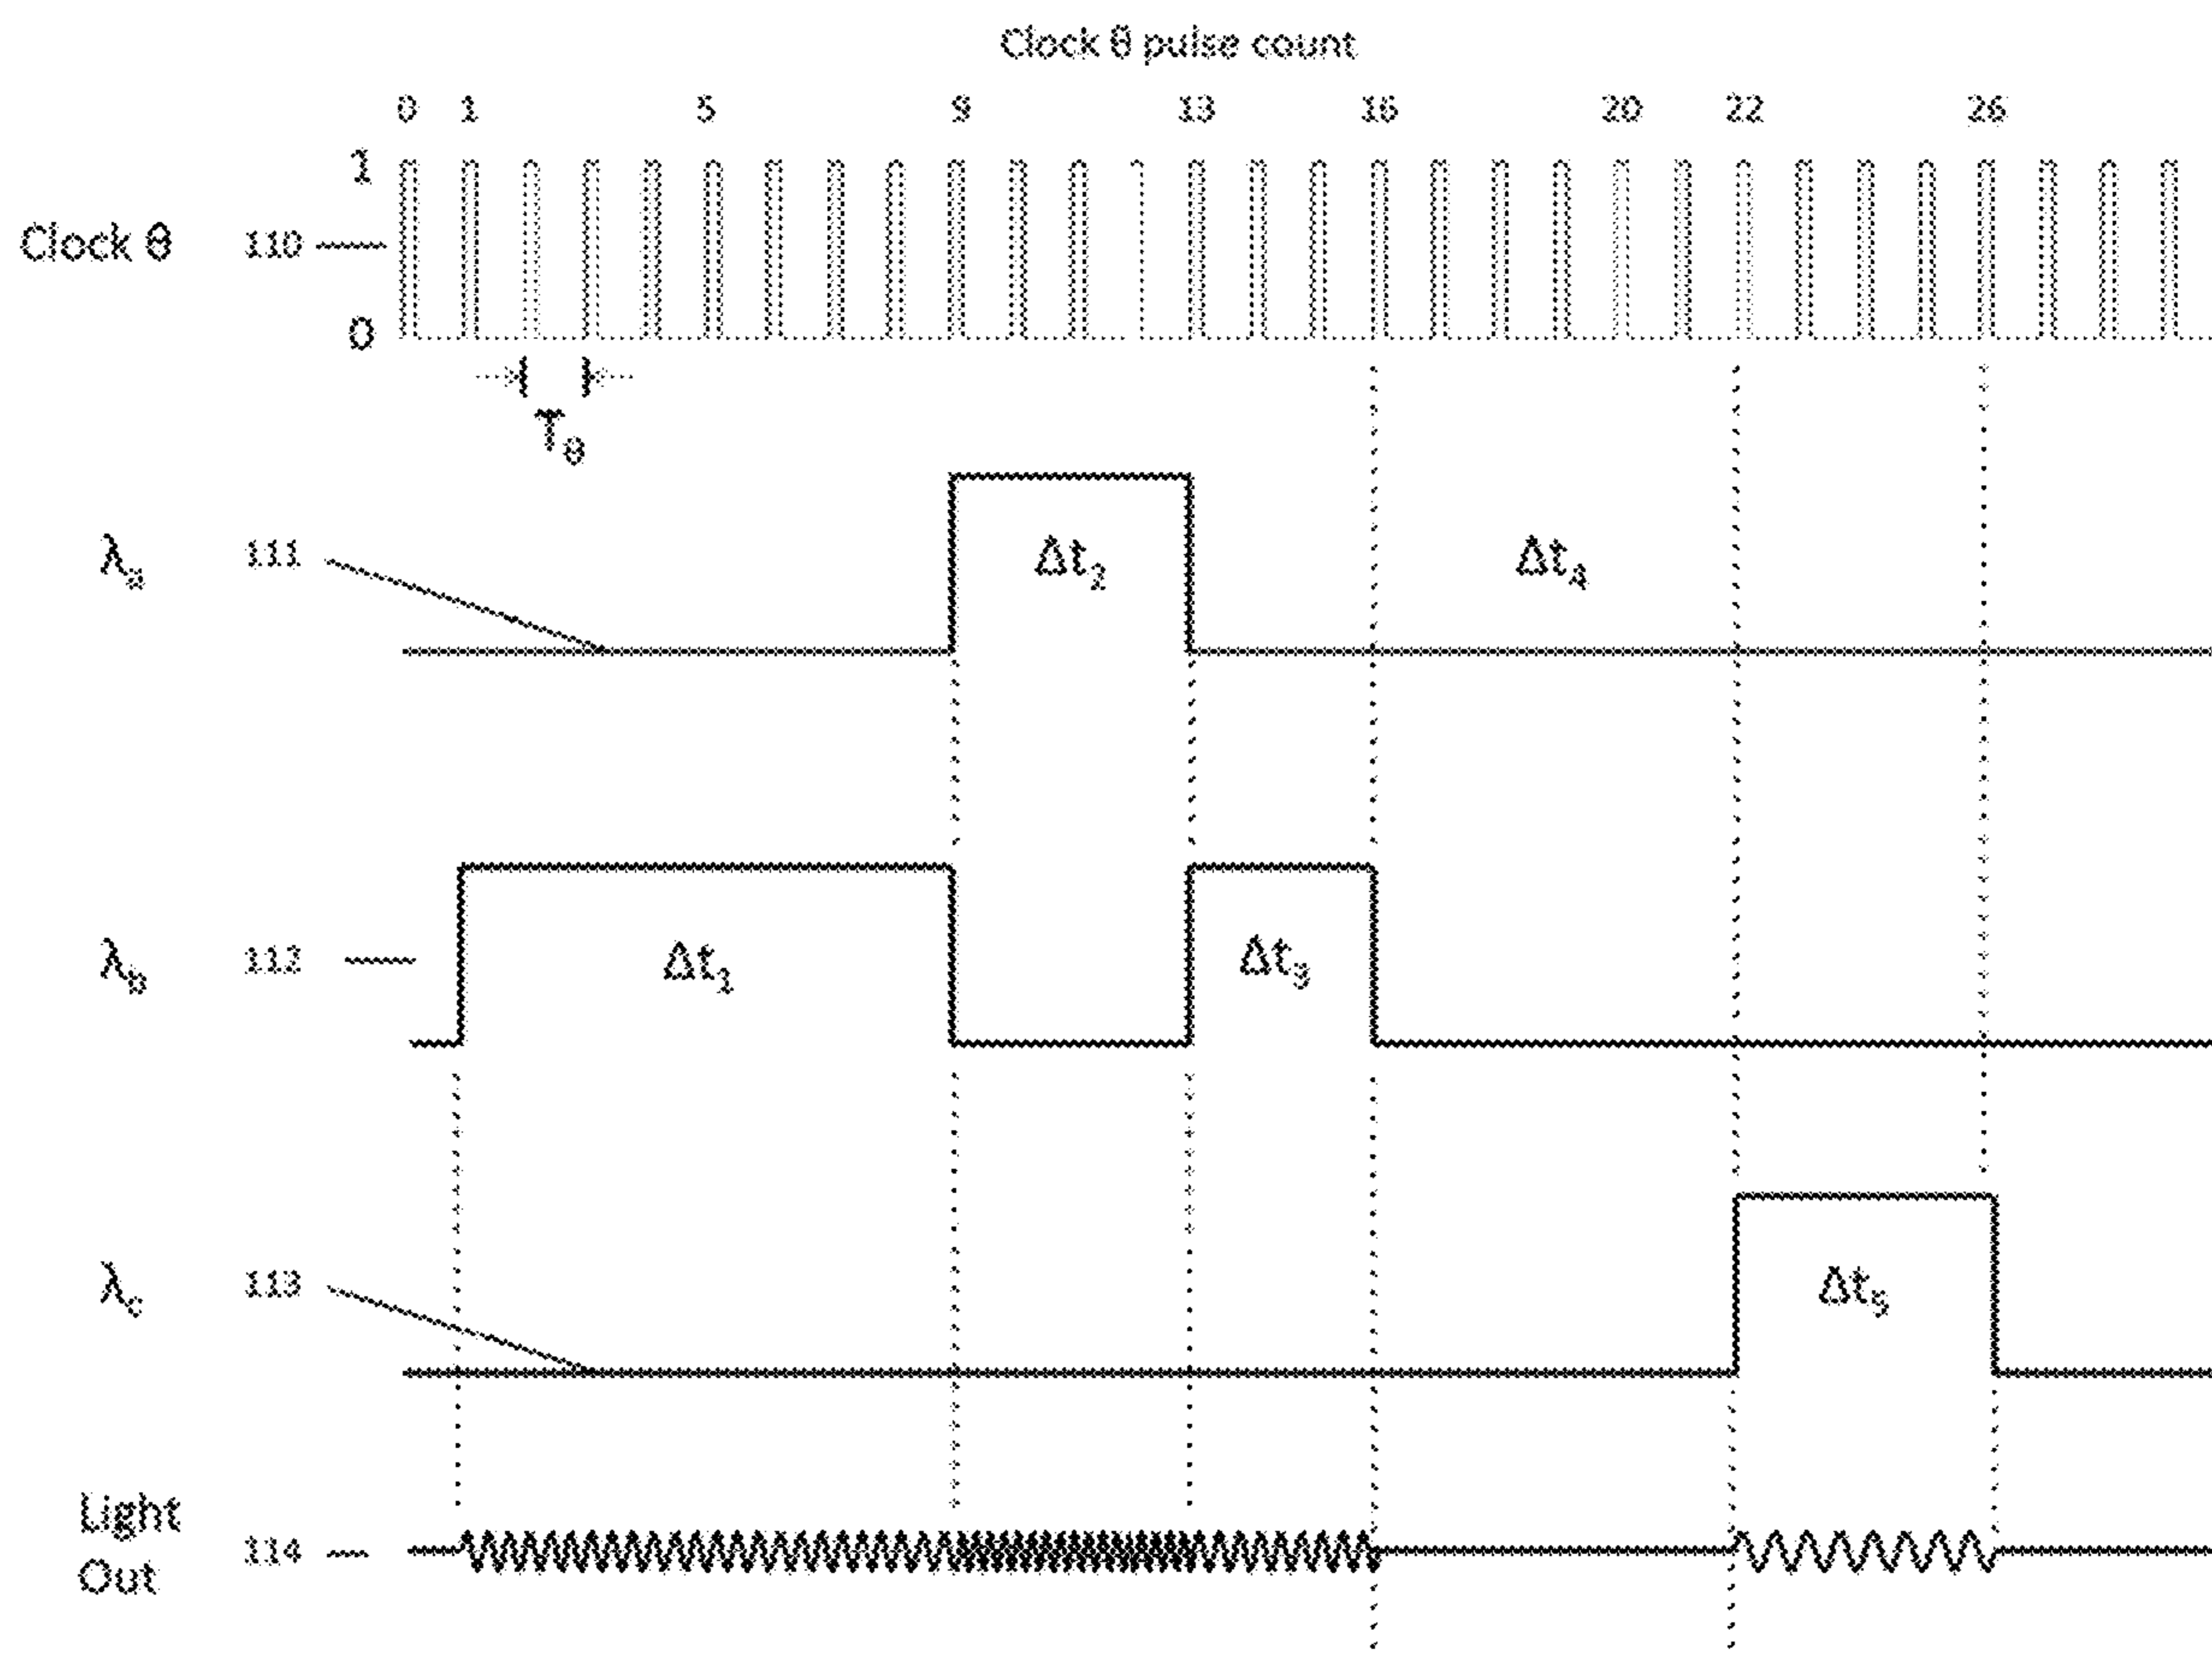 Clock θ pulse count
0 1 5 9 13 16 20 22 26
1
Clock θ 110
0
Tθ
λa 111 Δt2 Δt4
λb 112 Δt1 Δt3
λc 113 Δt5
Light
Out
114